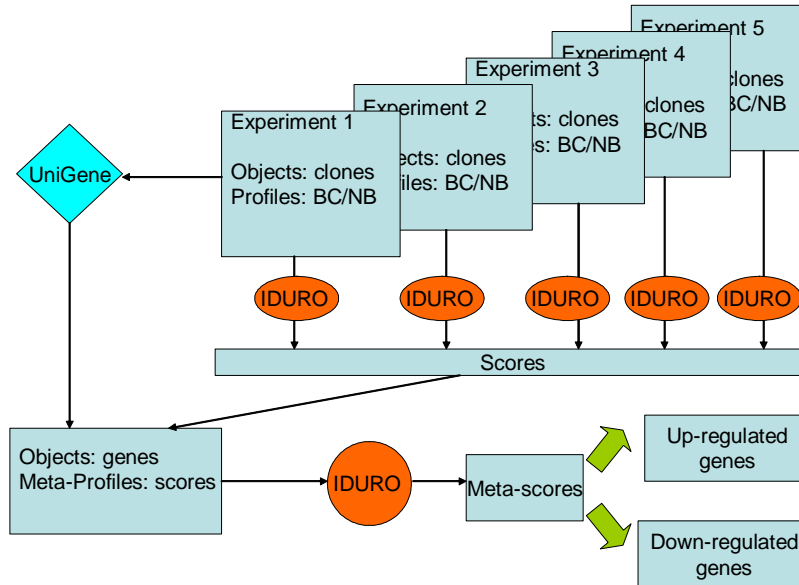 Experiment 5
Experiment 4
Experiment 3
Experiment 2
Experiment 1
clones
BC/NB
clones
BC/NB
clones
BC/NB
clones
BC/NB
Objects: clones
Profiles: BC/NB
UniGene
IDURO
IDURO
IDURO
IDURO
IDURO
Scores
Objects: genes
Meta-Profiles: scores
IDURO
Meta-scores
Up-regulated
genes
Down-regulated
genes